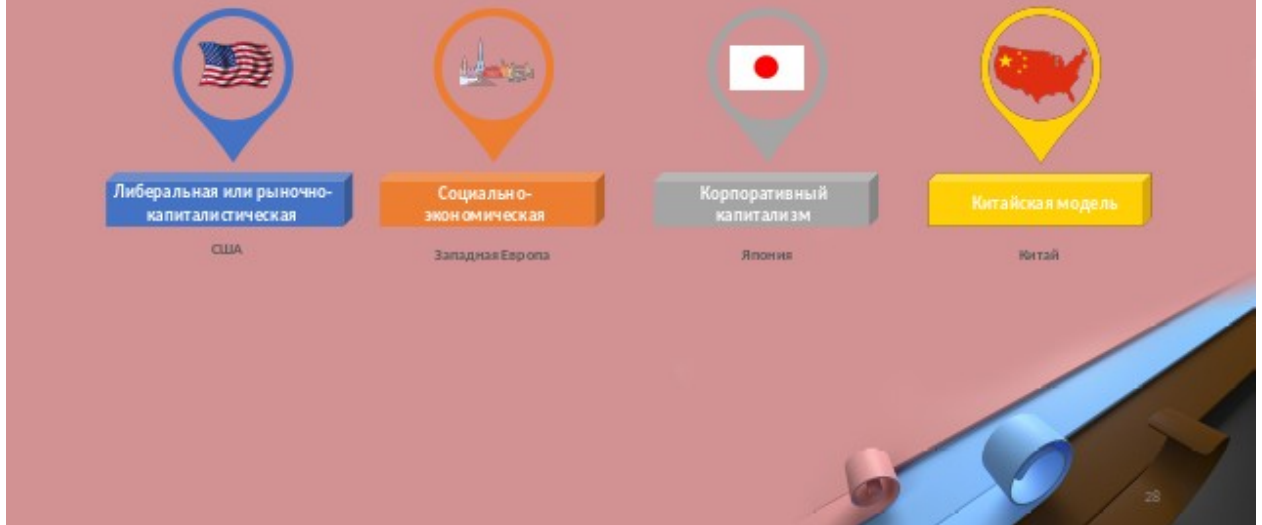 Либеральная или рыночно-
капиталистическая
США
Социально-
экономическая
Западная Европа
Корпоративный
капитализм
Япония
Китайская модель
Китай
28